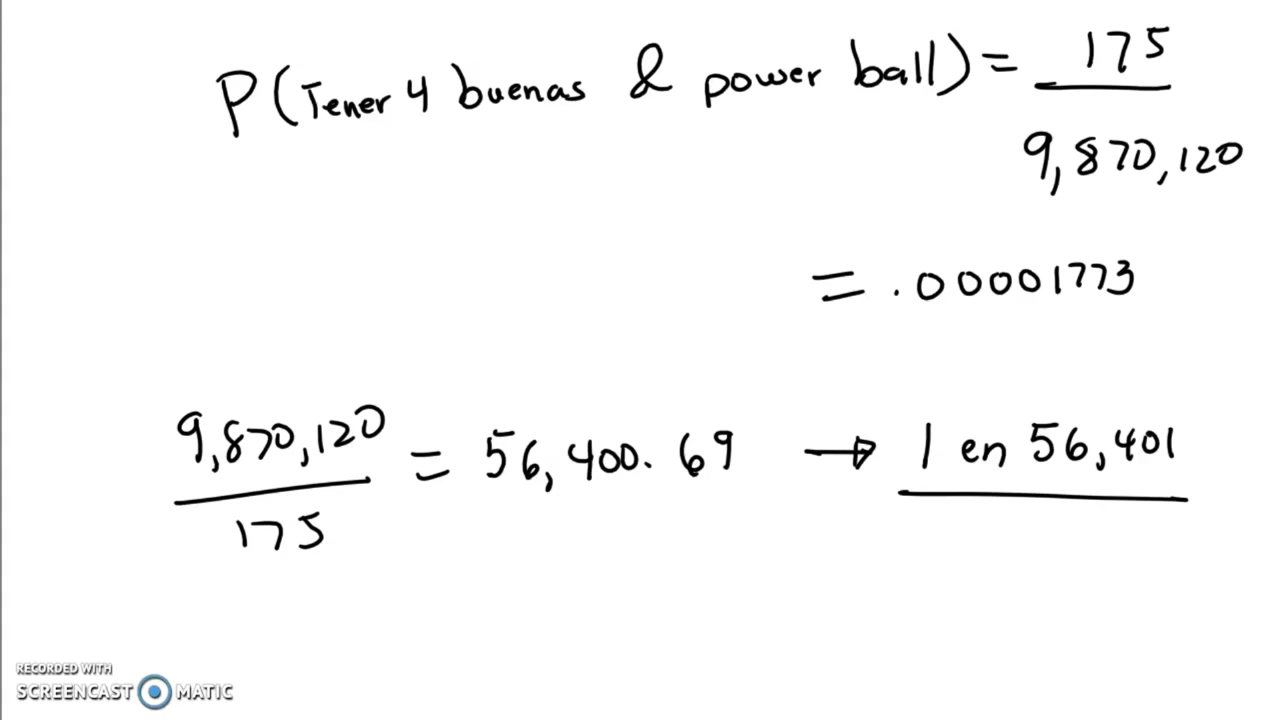 P(Tener 4 buenas & power ball) = 175
9,870,120
= .00001773
9,870,120
175
= 56,400.69 → 1 en 56,401
RECORDED WITH
SCREENCAST MATIC